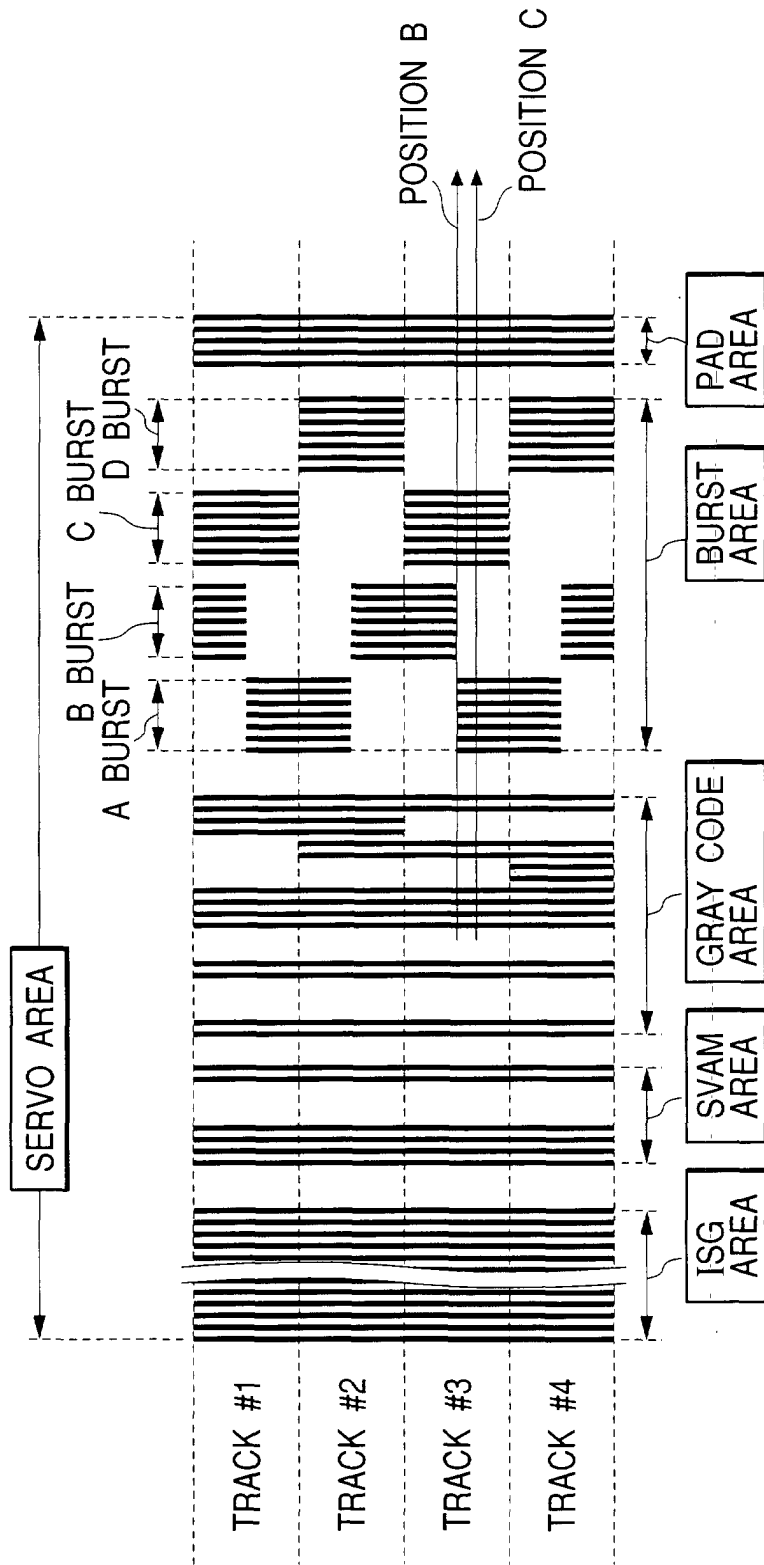 SERVO AREA
A BURST
B BURST
C BURST
D BURST
TRACK #1
TRACK #2
TRACK #3
TRACK #4
POSITION B
POSITION C
ISG
AREA
SVAM
AREA
GRAY CODE
AREA
BURST
AREA
PAD
AREA